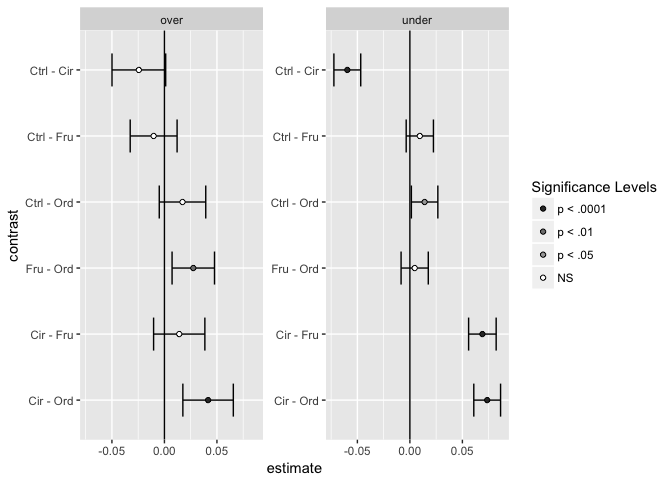 over
under
contrast
Ctrl - Cir
Ctrl - Fru
Ctrl - Ord
Fru - Ord
Cir - Fru
Cir - Ord
Ctrl - Cir
Ctrl - Fru
Ctrl - Ord
Fru - Ord
Cir - Fru
Cir - Ord
-0.05 0.00 0.05
-0.05 0.00 0.05
estimate
Significance Levels
p < .0001
p < .01
p < .05
NS